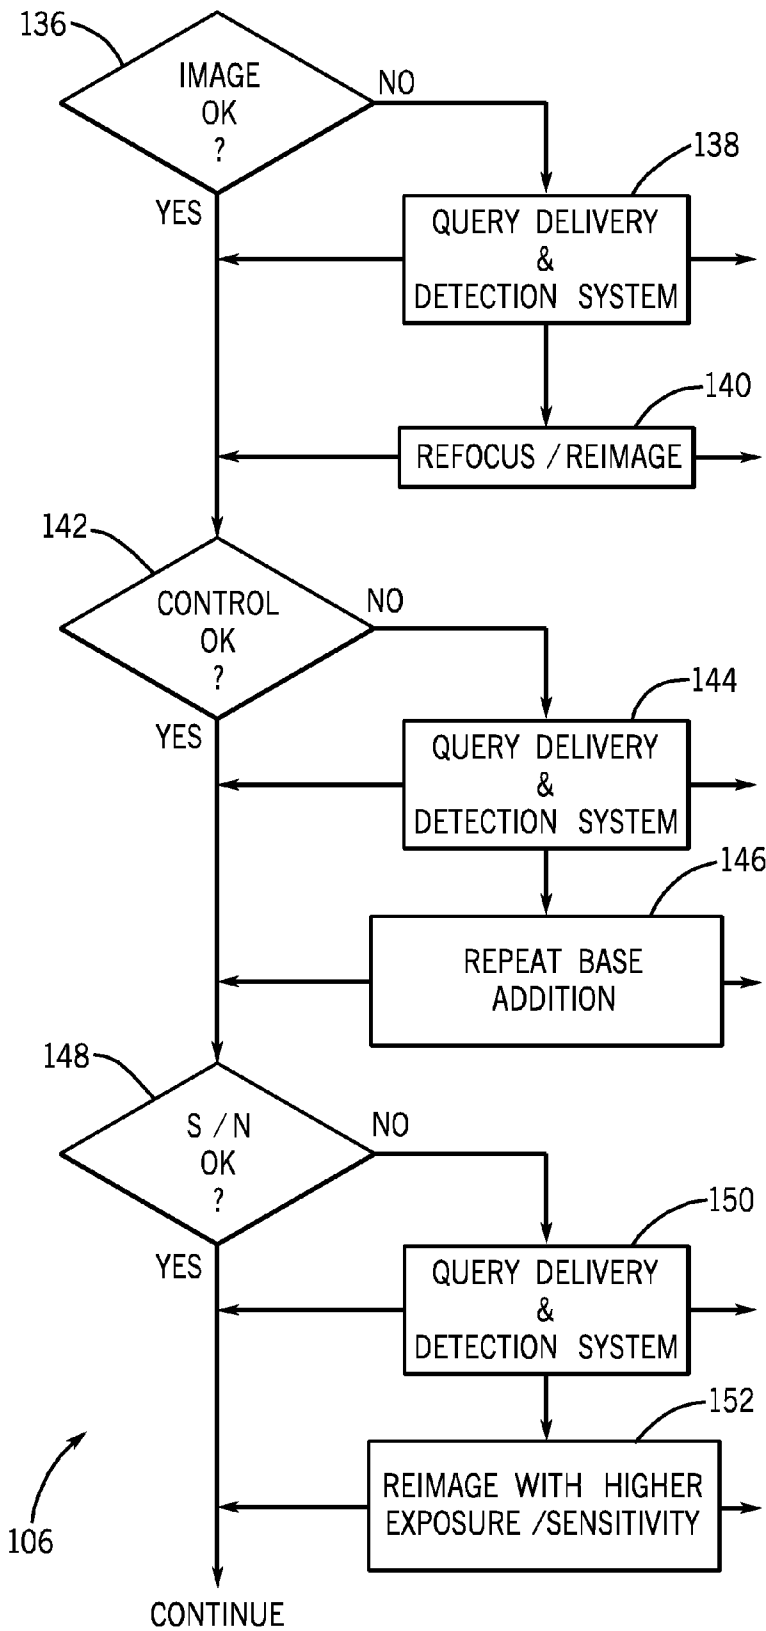 136
IMAGE
OK
?
NO
YES
138
QUERY DELIVERY
&
DETECTION SYSTEM
140
REFOCUS / REIMAGE
142
CONTROL
OK
?
NO
YES
144
QUERY DELIVERY
&
DETECTION SYSTEM
146
REPEAT BASE
ADDITION
148
S / N
OK
?
NO
YES
150
QUERY DELIVERY
&
DETECTION SYSTEM
152
REIMAGE WITH HIGHER
EXPOSURE /SENSITIVITY
106
CONTINUE